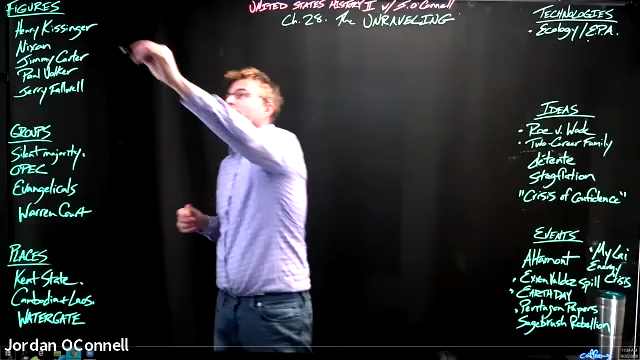 UNITED STATES HISTORY II w/ J. O'Connell
Ch. 28. The UNRAVELING
FIGURES
Henry Kissinger
Nixon
Jimmy Carter
Paul Volker
Jerry Fallwell
GROUPS
Silent majority.
OPEC
Evangelicals
Warren Court
PLACES
Kent State.
Cambodia + Laos.
WATERGATE
TECHNOLOGIES
• Ecology / EPA.
IDEAS
• Roe v. Wade
• Two Career Family
détente
Stagflation
"Crisis of Confidence"
EVENTS
Altamont
• My Lai
Energy Crisis
• Exxon Valdez Spill
• EARTH DAY
• Pentagon Papers
Sagebrush Rebellion
coffee
Jordan OConnell